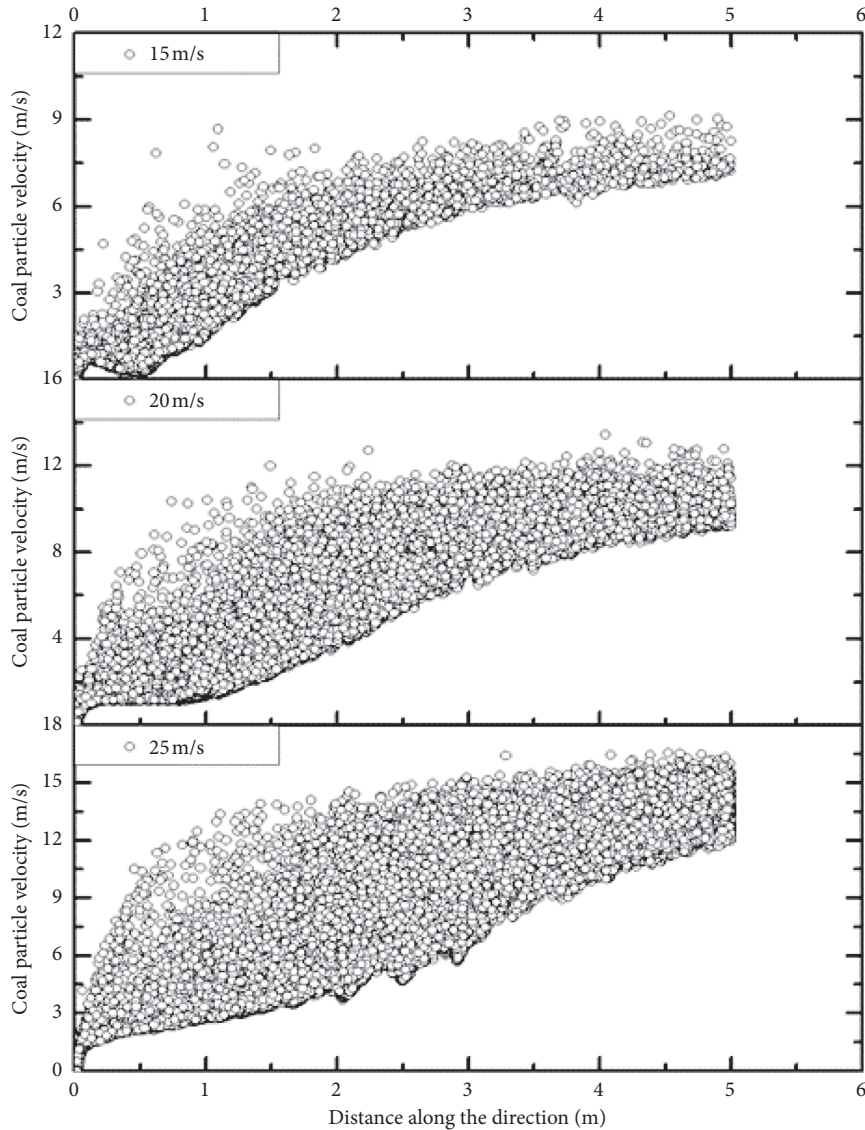 0 1 2 3 4 5 6
12
15 m/s
9
6
3
Coal particle velocity (m/s)
16
20 m/s
12
8
4
Coal particle velocity (m/s)
18
25 m/s
15
12
9
6
3
0
Coal particle velocity (m/s)
0 1 2 3 4 5 6
Distance along the direction (m)